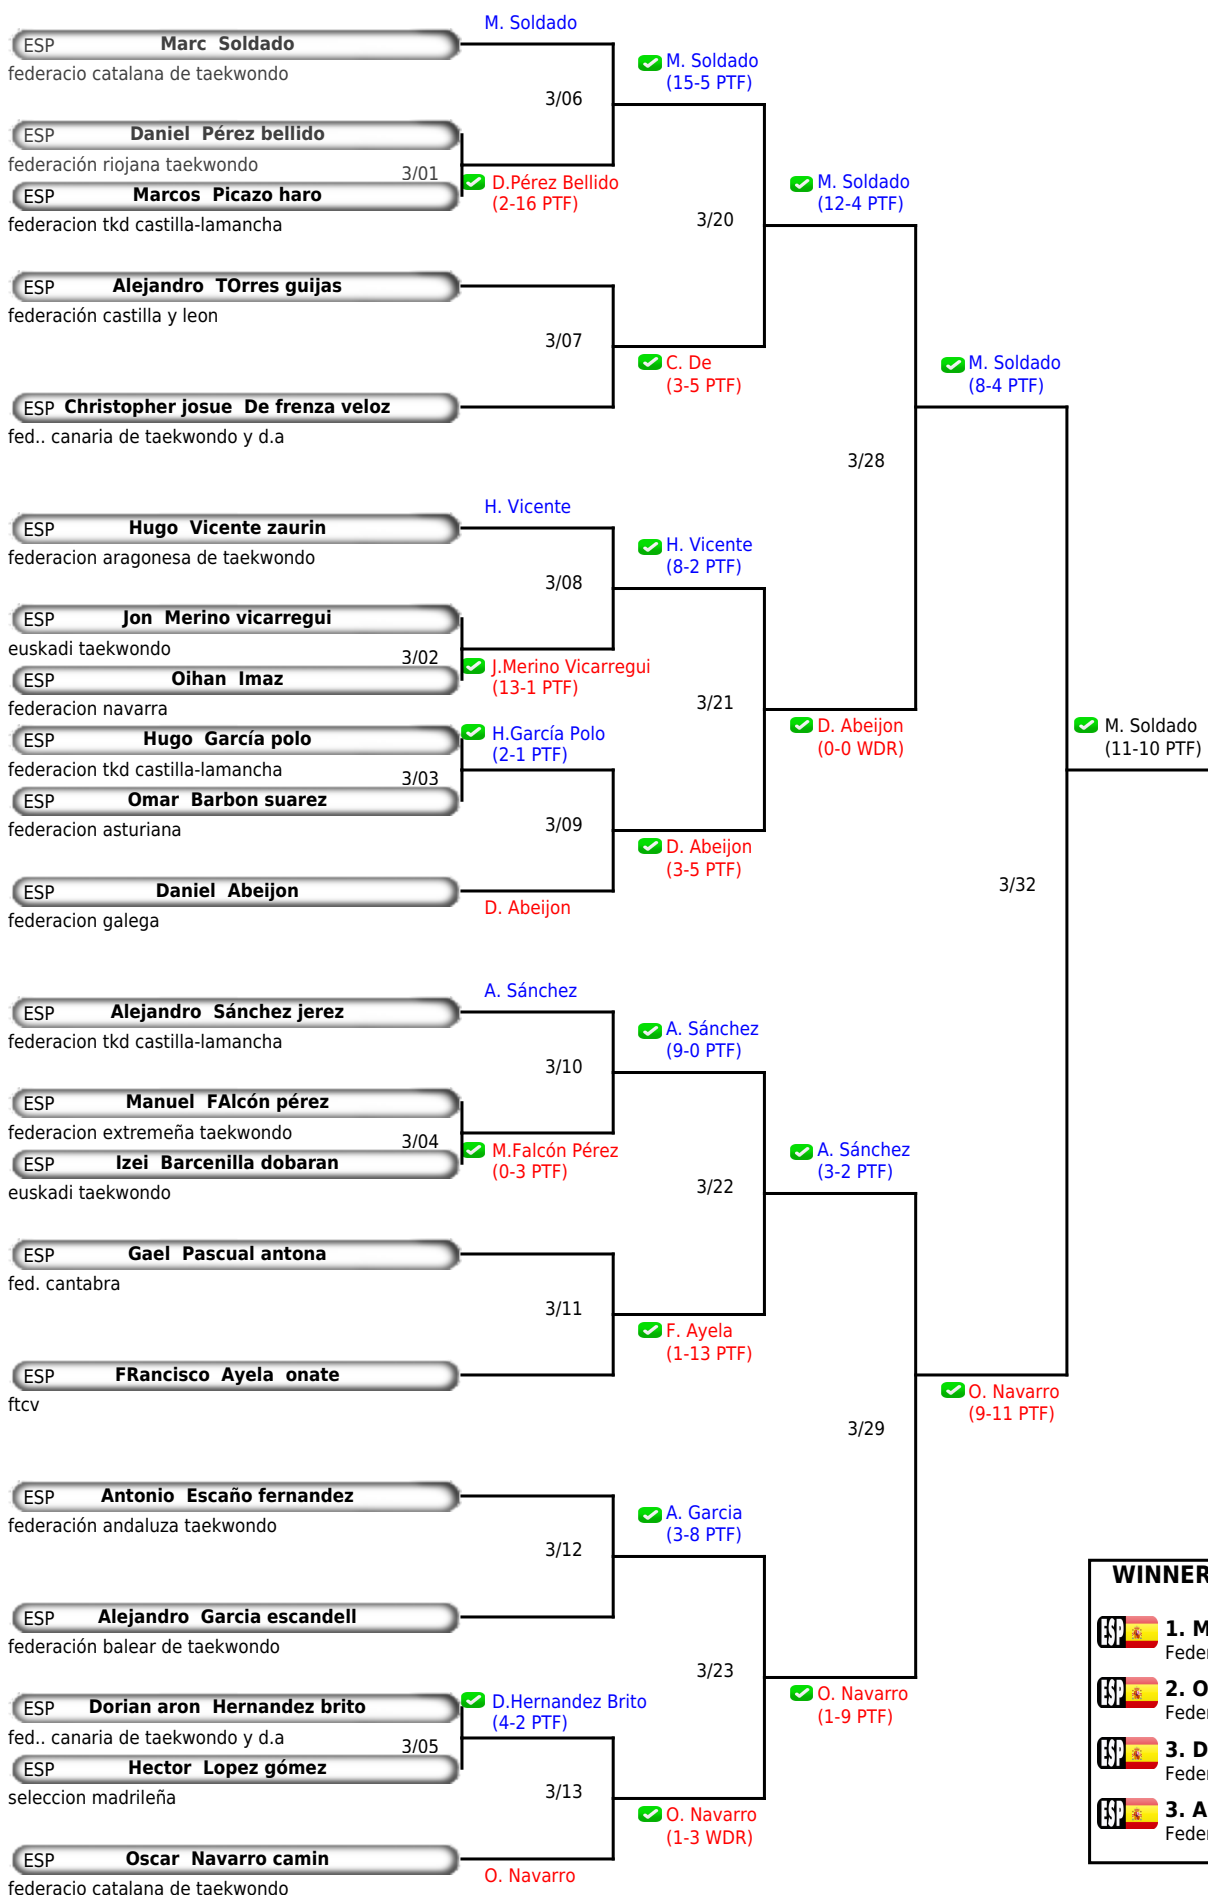 M. Soldado
ESP Marc Soldado
federacio catalana de taekwondo
M. Soldado
(15-5 PTF)
3/06
ESP Daniel Pérez bellido
federación riojana taekwondo
3/01
D.Pérez Bellido
(2-16 PTF)
ESP Marcos Picazo haro
federacion tkd castilla-lamancha
M. Soldado
(12-4 PTF)
3/20
ESP Alejandro TOrres guijas
federación castilla y leon
3/07
C. De
(3-5 PTF)
M. Soldado
(8-4 PTF)
ESP Christopher josue De frenza veloz
fed.. canaria de taekwondo y d.a
3/28
H. Vicente
ESP Hugo Vicente zaurin
federacion aragonesa de taekwondo
H. Vicente
(8-2 PTF)
3/08
ESP Jon Merino vicarregui
euskadi taekwondo
3/02
J.Merino Vicarregui
(13-1 PTF)
ESP Oihan Imaz
federacion navarra
3/21
ESP Hugo García polo
federacion tkd castilla-lamancha
H.García Polo
(2-1 PTF)
D. Abeijon
(0-0 WDR)
M. Soldado
(11-10 PTF)
3/03
ESP Omar Barbon suarez
federacion asturiana
3/09
D. Abeijon
(3-5 PTF)
3/32
ESP Daniel Abeijon
federacion galega
D. Abeijon
A. Sánchez
ESP Alejandro Sánchez jerez
federacion tkd castilla-lamancha
A. Sánchez
(9-0 PTF)
3/10
ESP Manuel FAlcón pérez
federacion extremeña taekwondo
3/04
M.Falcón Pérez
(0-3 PTF)
ESP Izei Barcenilla dobaran
euskadi taekwondo
A. Sánchez
(3-2 PTF)
3/22
ESP Gael Pascual antona
fed. cantabra
3/11
F. Ayela
(1-13 PTF)
ESP FRancisco Ayela onate
ftcv
O. Navarro
(9-11 PTF)
3/29
ESP Antonio Escaño fernandez
federación andaluza taekwondo
A. Garcia
(3-8 PTF)
3/12
ESP Alejandro Garcia escandell
federación balear de taekwondo
3/23
ESP Dorian aron Hernandez brito
fed.. canaria de taekwondo y d.a
3/05
D.Hernandez Brito
(4-2 PTF)
O. Navarro
(1-9 PTF)
ESP Hector Lopez gómez
seleccion madrileña
3/13
O. Navarro
(1-3 WDR)
ESP Oscar Navarro camin
federacio catalana de taekwondo
O. Navarro
WINNER
ESP 1. M
Feder
ESP 2. O
Feder
ESP 3. D
Feder
ESP 3. A
Feder